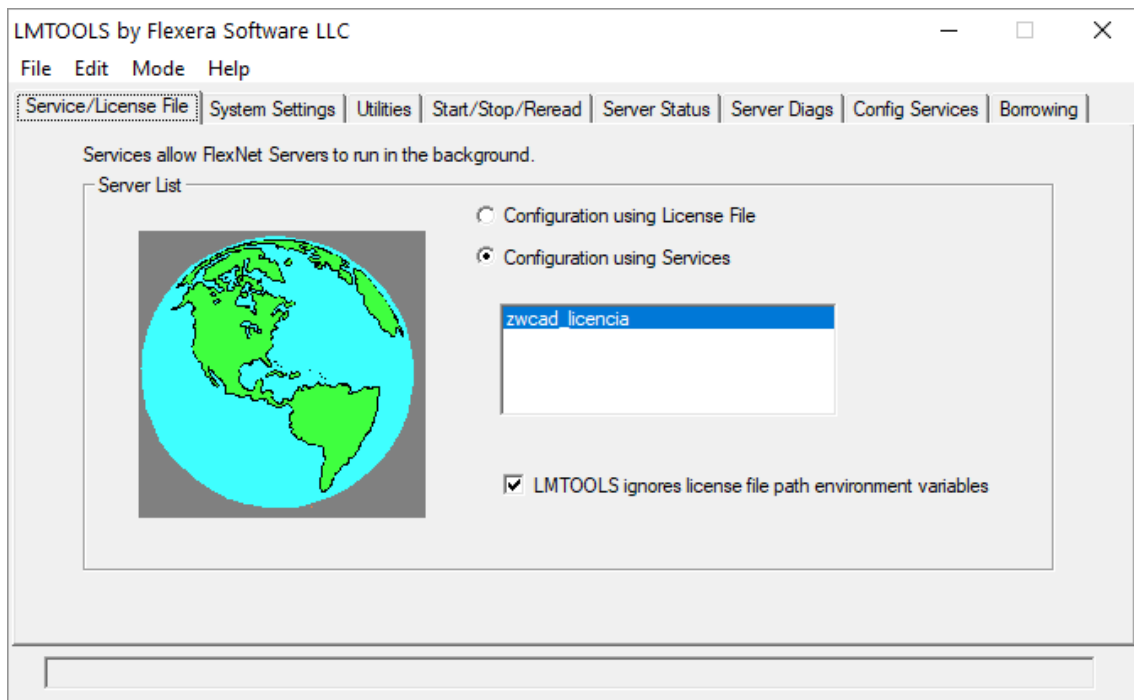 LMTOOLS by Flexera Software LLC
File Edit Mode Help
Service/License File System Settings Utilities Start/Stop/Reread Server Status Server Diags Config Services Borrowing
Services allow FlexNet Servers to run in the background.
Server List
Configuration using License File
Configuration using Services
zwcad_licencia
LMTOOLS ignores license file path environment variables